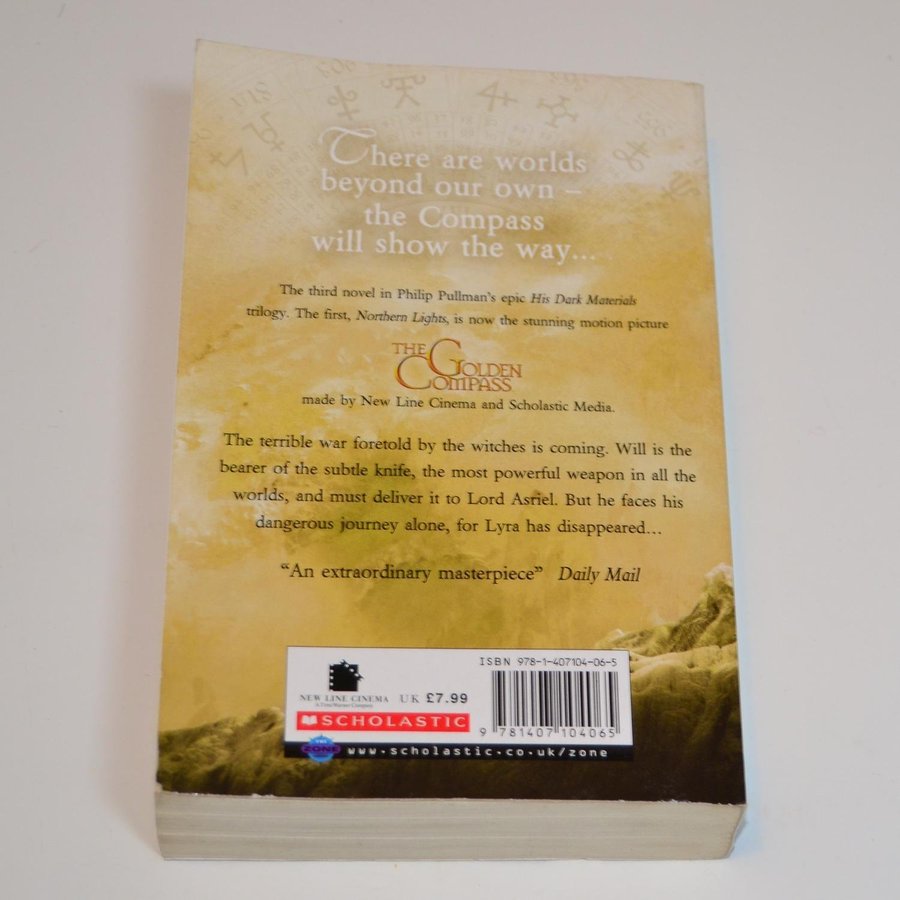 There are worlds
beyond our own –
the Compass
will show the way...
The third novel in Philip Pullman's epic His Dark Materials
trilogy. The first, Northern Lights, is now the stunning motion picture
THE GOLDEN
COMPASS
made by New Line Cinema and Scholastic Media.
The terrible war foretold by the witches is coming. Will is the
bearer of the subtle knife, the most powerful weapon in all the
worlds, and must deliver it to Lord Asriel. But he faces his
dangerous journey alone, for Lyra has disappeared...
“An extraordinary masterpiece” Daily Mail
ISBN 978-1-407104-06-5
NEW LINE CINEMA
A Time Warner Company
UK £7.99
SCHOLASTIC
9 781407 104065
ZONE
www.scholastic.co.uk/zone